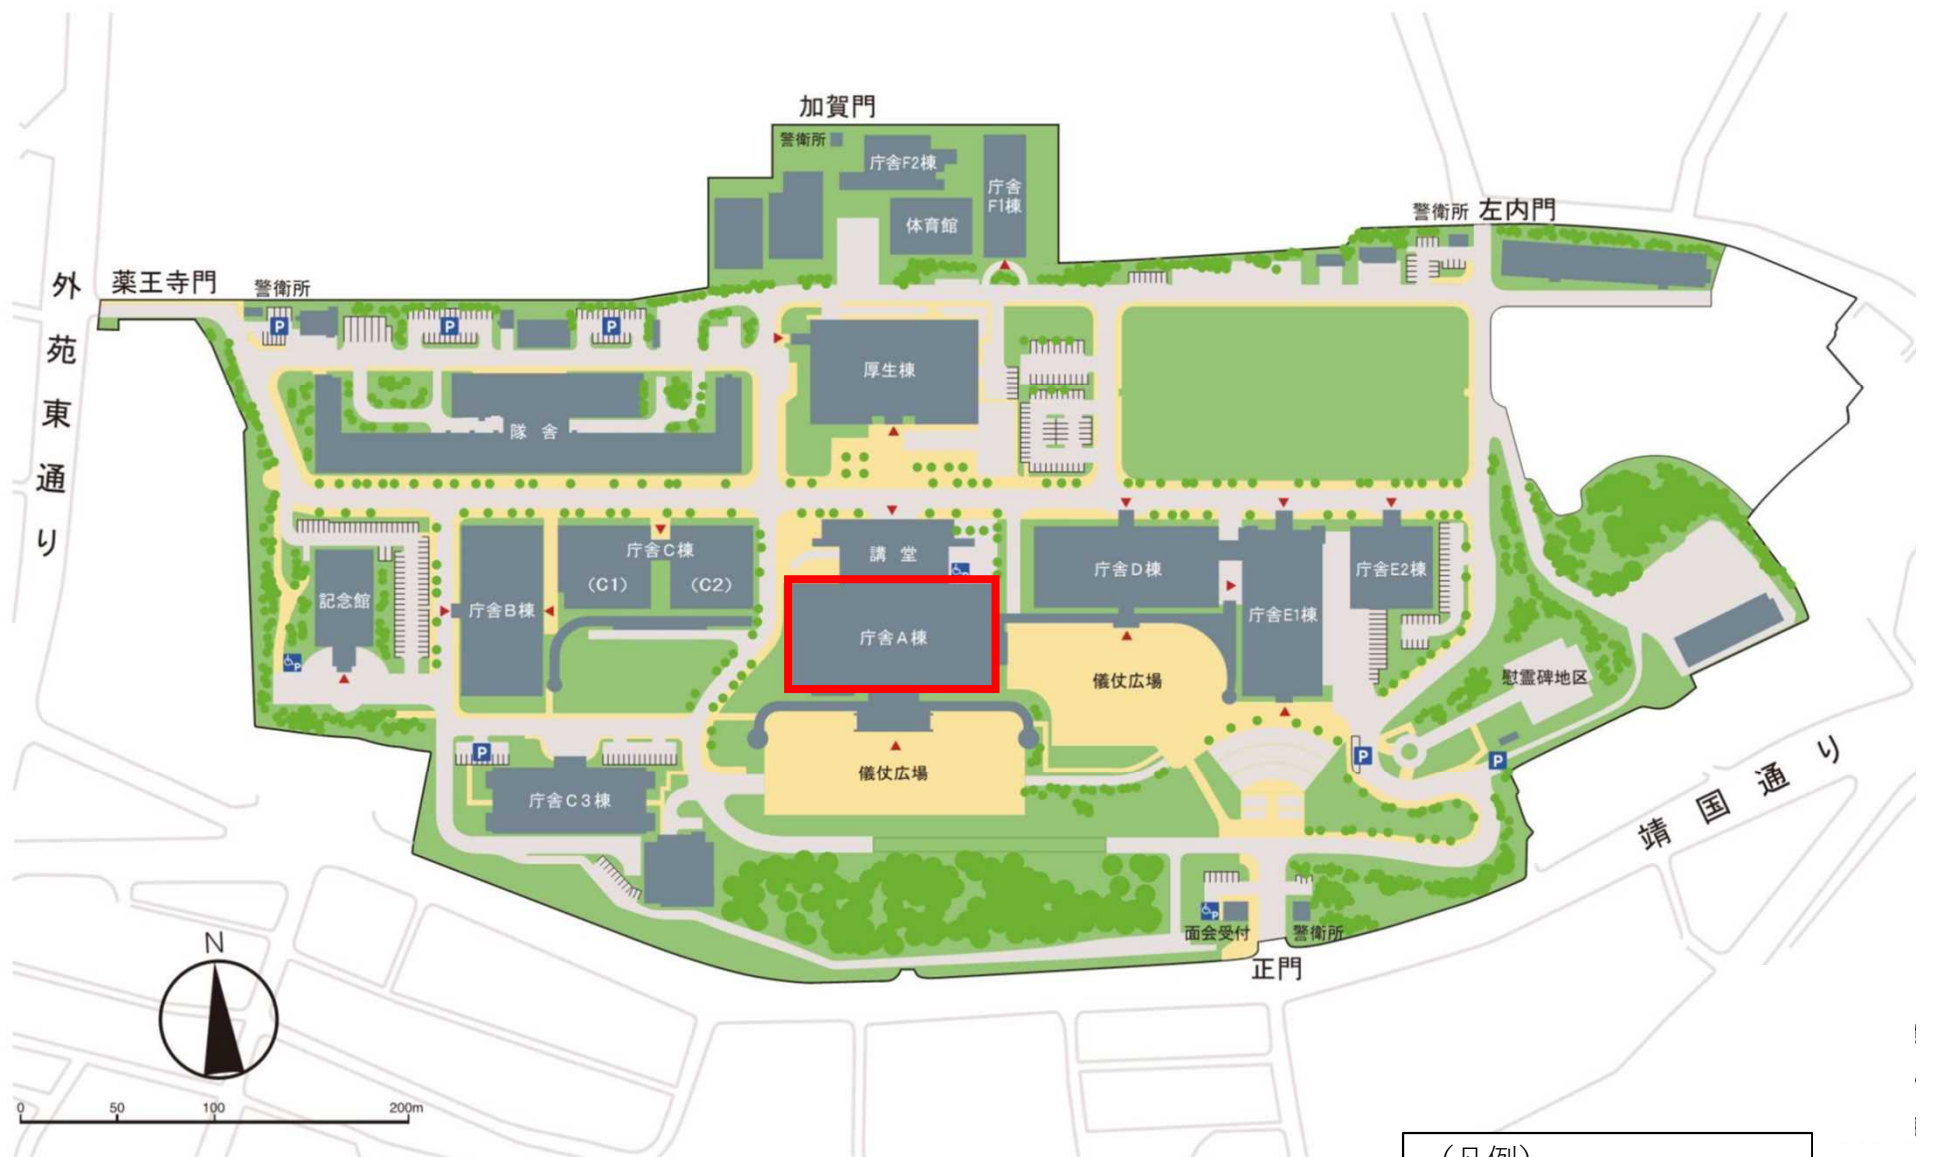 加賀門
警衛所
庁舎F2棟
庁舎
F1棟
体育館
警衛所 左内門
薬王寺門
警衛所
外苑東通り
P
P
P
厚生棟
隊 舎
講 堂
庁舎C棟
(C1)
(C2)
庁舎D棟
庁舎E2棟
記念館
庁舎B棟
庁舎A棟
庁舎E1棟
P
P
儀仗広場
慰霊碑地区
P
P
P
儀仗広場
庁舎C3棟
靖国通り
P
面会受付
警衛所
正門
N
0 50 100 200m
(凡例)